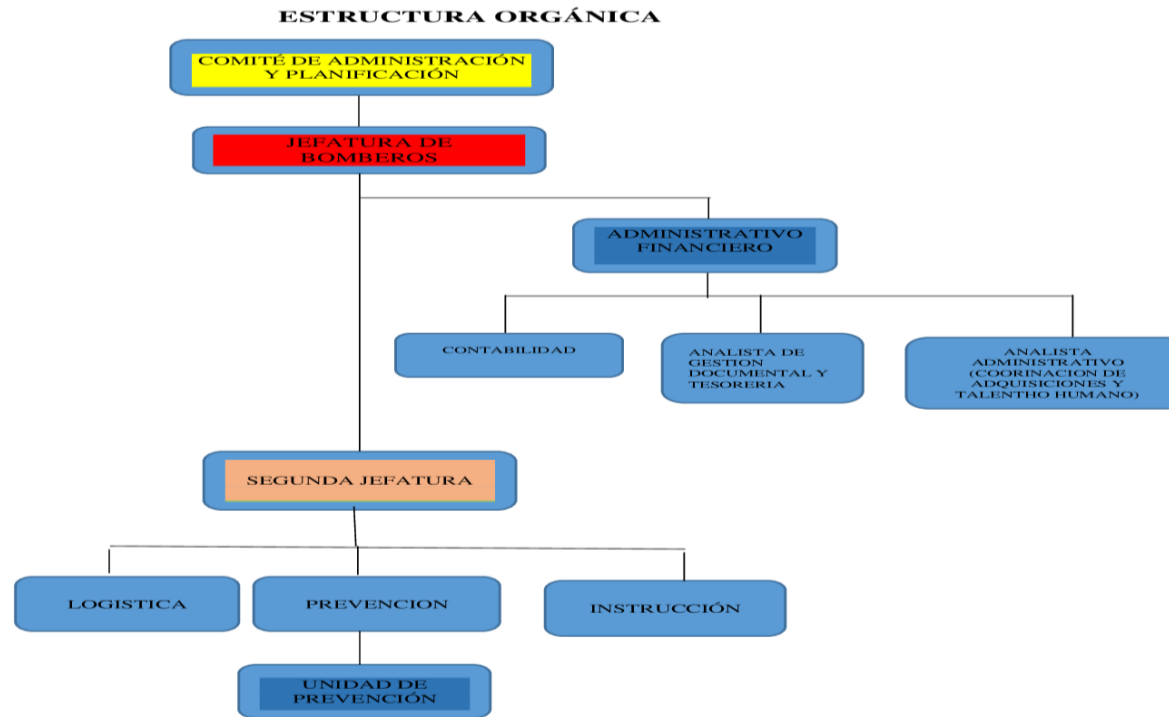 ESTRUCTURA ORGÁNICA
COMITÉ DE ADMINISTRACIÓN
Y PLANIFICACIÓN
JEFATURA DE
BOMBEROS
ADMINISTRATIVO
FINANCIERO
CONTABILIDAD
ANALISTA DE
GESTION
DOCUMENTAL Y
TESORERIA
ANALISTA
ADMINISTRATIVO
(COORINACION DE
ADQUISICIONES Y
TALENTHO HUMANO)
SEGUNDA JEFATURA
LOGISTICA
PREVENCION
INSTRUCCIÓN
UNIDAD DE
PREVENCIÓN